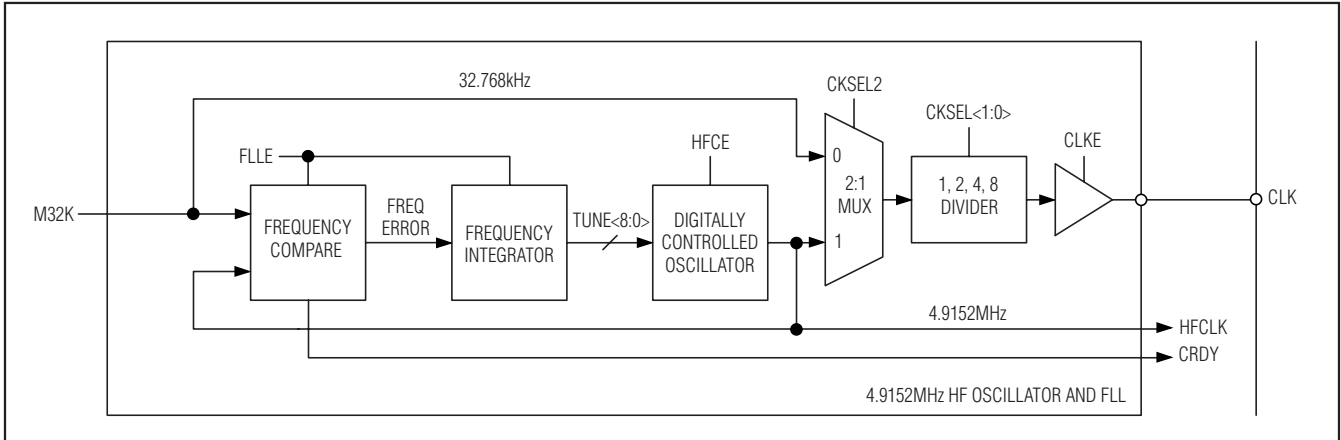 32.768kHz
CKSEL2
CKSEL<1:0>
HFCE
CLKE
FLLE
0
2:1
MUX
1
1, 2, 4, 8
DIVIDER
CLK
M32K
FREQUENCY
COMPARE
FREQ
ERROR
FREQUENCY
INTEGRATOR
TUNE<8:0>
DIGITALLY
CONTROLLED
OSCILLATOR
4.9152MHz
HFCLK
CRDY
4.9152MHz HF OSCILLATOR AND FLL